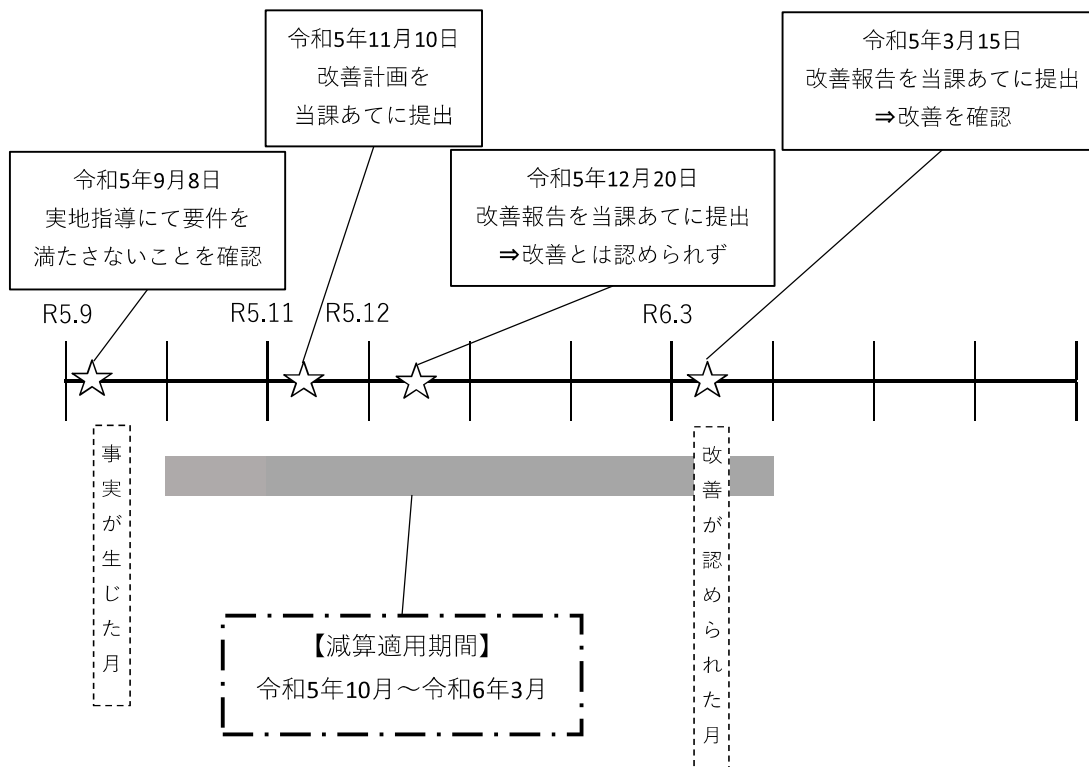 令和5年11月10日
改善計画を
当課あてに提出
令和5年3月15日
改善報告を当課あてに提出
⇒改善を確認
令和5年9月8日
実地指導にて要件を
満たさないことを確認
令和5年12月20日
改善報告を当課あてに提出
⇒改善とは認められず
R5.9
R5.11
R5.12
R6.3
事実が生じた月
改善が認められた月
【減算適用期間】
令和5年10月～令和6年3月